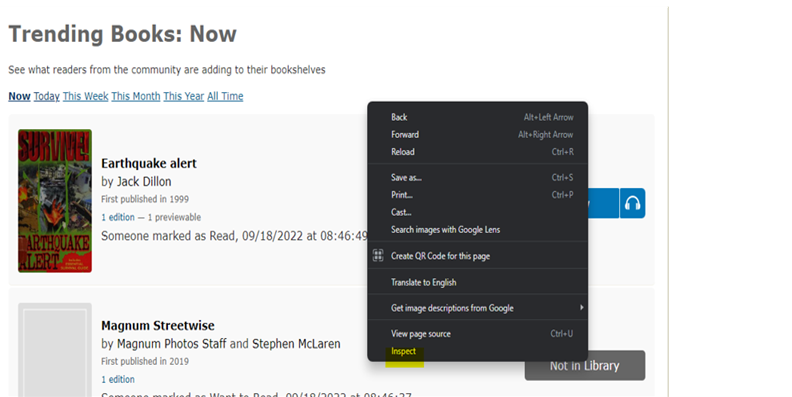 Trending Books: Now
See what readers from the community are adding to their bookshelves
Now Today This Week This Month This Year All Time
SURVIVE!
EARTHQUAKE
ALERT
Earthquake alert
by Jack Dillon
First published in 1999
1 edition — 1 previewable
Someone marked as Read, 09/18/2022 at 08:46:49
Magnum Streetwise
by Magnum Photos Staff and Stephen McLaren
First published in 2019
1 edition
Someone marked as Want to Read, 09/18/2022 at 08:46:37
Back Alt+Left Arrow
Forward Alt+Right Arrow
Reload Ctrl+R
Save as... Ctrl+S
Print... Ctrl+P
Cast...
Search images with Google Lens
Create QR Code for this page
Translate to English
Get image descriptions from Google
View page source Ctrl+U
Inspect
Not in Library